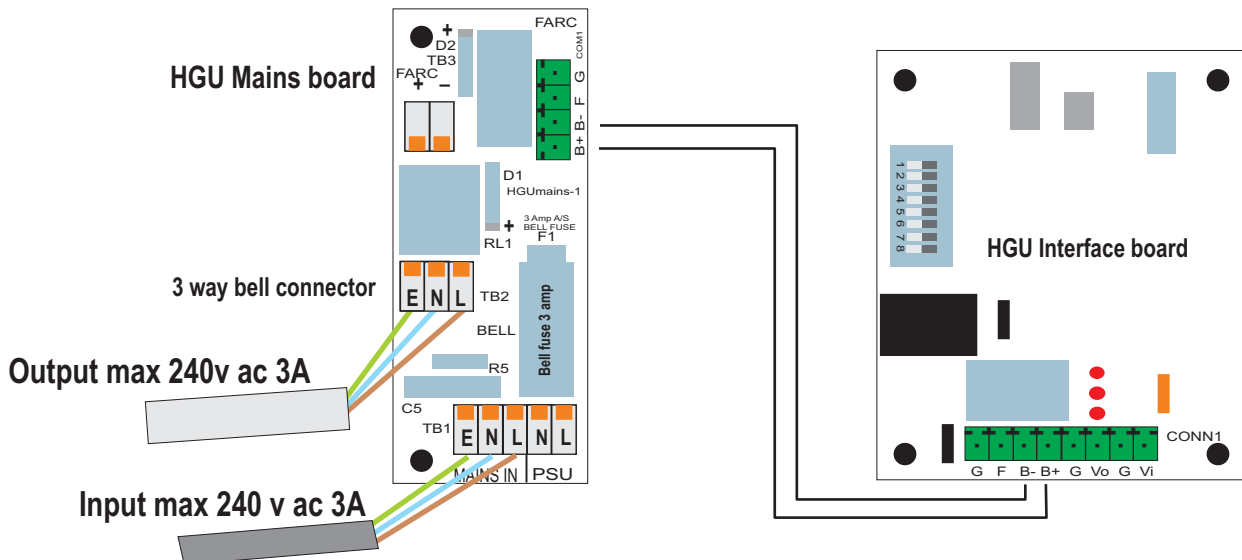 FARC
COM1
+
D2
TB3
FARC
+ –
HGU Mains board
G
F
B-
B+
D1
HGUmains-1
3 Amp A/S
BELL FUSE
+
RL1
F1
3 way bell connector
E N L
TB2
BELL
Bell fuse 3 amp
Output max 240v ac 3A
R5
C5
TB1
E N L N L
MAINS IN PSU
Input max 240 v ac 3A
1
2
3
4
5
6
7
8
HGU Interface board
CONN1
G F B- B+ G Vo G Vi